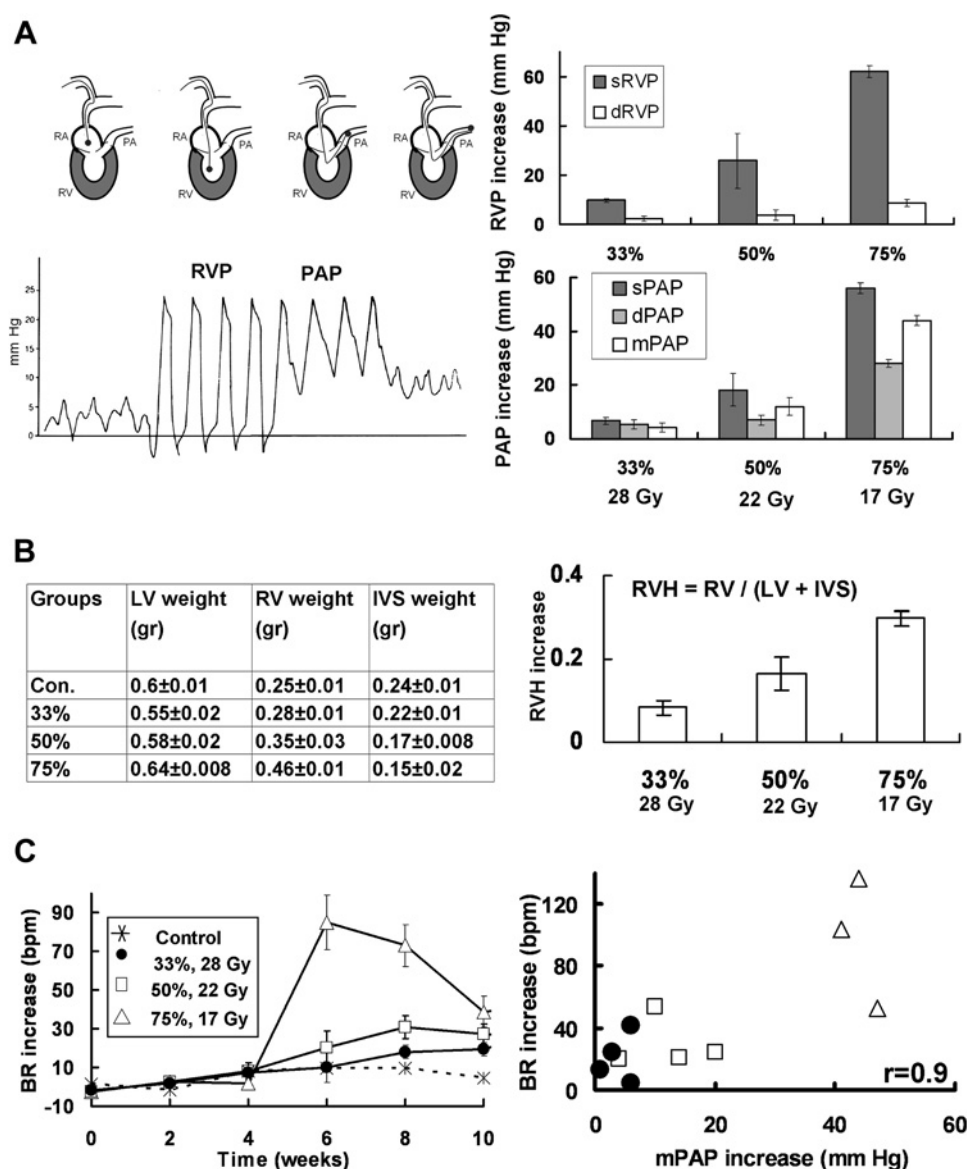 A
RA
PA
RV
RA
PA
RV
RA
PA
RV
RA
PA
RV
mm Hg
25
20
15
10
5
0
RVP
PAP
RVP increase (mm Hg)
60
40
20
0
sRVP
dRVP
33%
50%
75%
PAP increase (mm Hg)
60
40
20
0
sPAP
dPAP
mPAP
33%
50%
75%
28 Gy
22 Gy
17 Gy
B
Groups
LV weight (gr)
RV weight (gr)
IVS weight (gr)
Con. 0.6±0.01 0.25±0.01 0.24±0.01
33% 0.55±0.02 0.28±0.01 0.22±0.01
50% 0.58±0.02 0.35±0.03 0.17±0.008
75% 0.64±0.008 0.46±0.01 0.15±0.02
RVH increase
0.4
0.2
0
RVH = RV / (LV + IVS)
33%
50%
75%
28 Gy
22 Gy
17 Gy
C
BR increase (bpm)
90
70
50
30
10
-10
Control
33%, 28 Gy
50%, 22 Gy
75%, 17 Gy
0 2 4 6 8 10
Time (weeks)
BR increase (bpm)
120
80
40
0
r=0.9
0 20 40 60
mPAP increase (mm Hg)